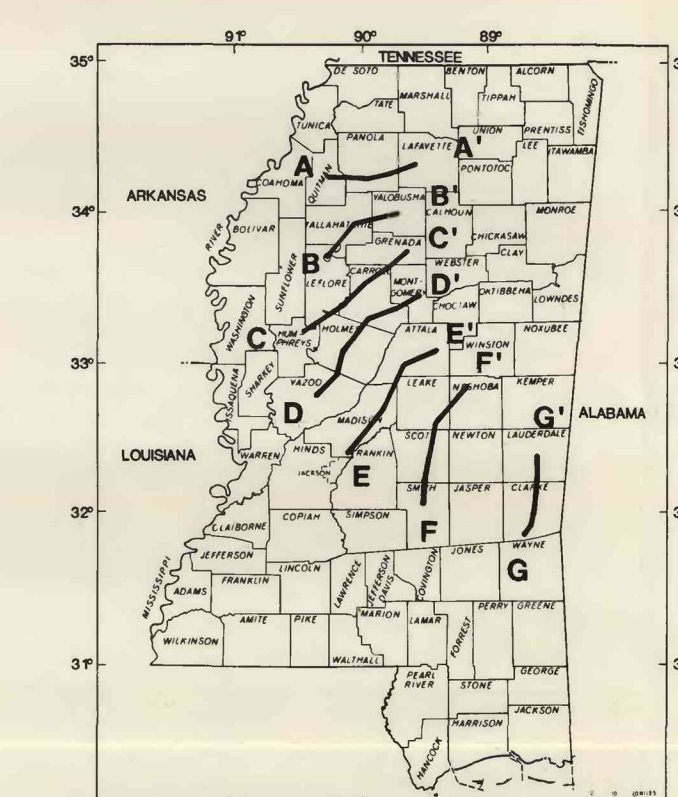 91° 90° 89°
35°
TENNESSEE
DE SOTO BENTON ALCORN
MARSHALL TIPPAH TISHOMINGO
TATE
TUNICA
PANOLA UNION PRENTISS
LAFAYETTE A' LEE ITAWAMBA
A
QUITMAN PONTOTOC
COAHOMA
ARKANSAS
YALOBUSHA B'
34°
CALHOUN MONROE
RIVER
BOLIVAR TALLAHATCHIE
CHICKASAW
GRENADA C'
CLAY
B
SUNFLOWER CARROLL WEBSTER
LEFLORE MONT-
GOMERY D' OKTIBBEHA LOWNDES
CHOCTAW
WASHINGTON
C HUM-
PHREYS HOLMES ATTALA E' NOXUBEE
WINSTON
33°
F'
SHARKEY
ISSAQUENA YAZOO LEAKE NESHOBA KEMPER
D
MADISON G' ALABAMA
SCOTT NEWTON LAUDERDALE
LOUISIANA
WARREN HINDS RANKIN
JACKSON E
SMITH JASPER CLARKE
32°
COPIAH SIMPSON F
CLAIBORNE
WAYNE
JEFFERSON JONES
G
MISSISSIPPI LINCOLN LAWRENCE JEFFERSON
DAVIS COVINGTON
ADAMS FRANKLIN
PERRY GREENE
AMITE PIKE MARION LAMAR
FORREST
WILKINSON
WALTHALL
31°
GEORGE
PEARL
RIVER STONE
JACKSON
HARRISON
HANCOCK